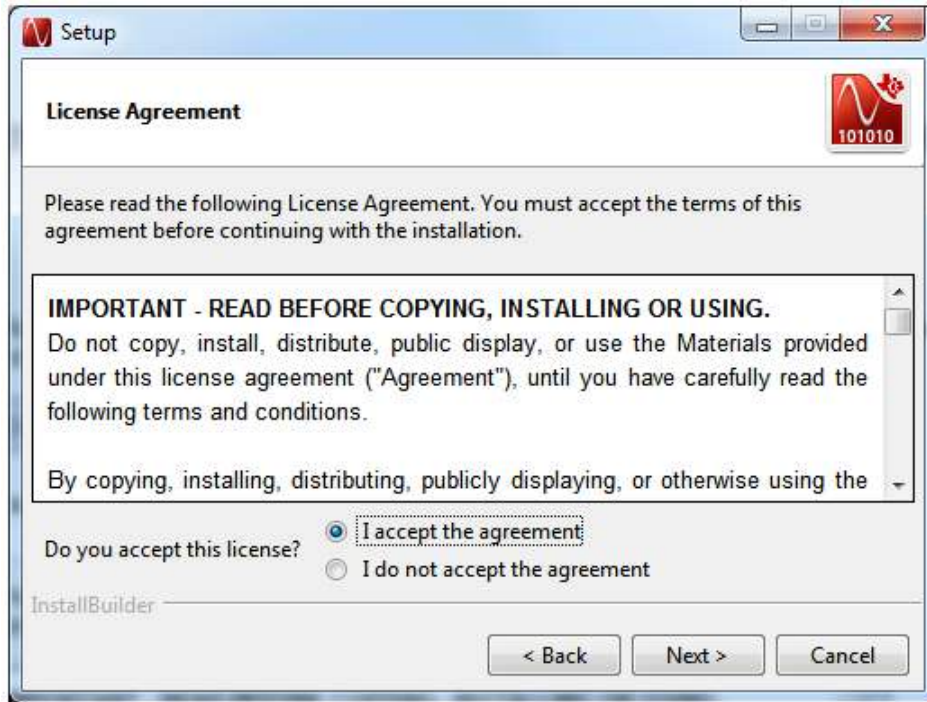 Setup
License Agreement
101010
Please read the following License Agreement. You must accept the terms of this
agreement before continuing with the installation.
IMPORTANT - READ BEFORE COPYING, INSTALLING OR USING.
Do not copy, install, distribute, public display, or use the Materials provided
under this license agreement ("Agreement"), until you have carefully read the
following terms and conditions.
By copying, installing, distributing, publicly displaying, or otherwise using the
Do you accept this license?
I accept the agreement
I do not accept the agreement
InstallBuilder
< Back
Next >
Cancel